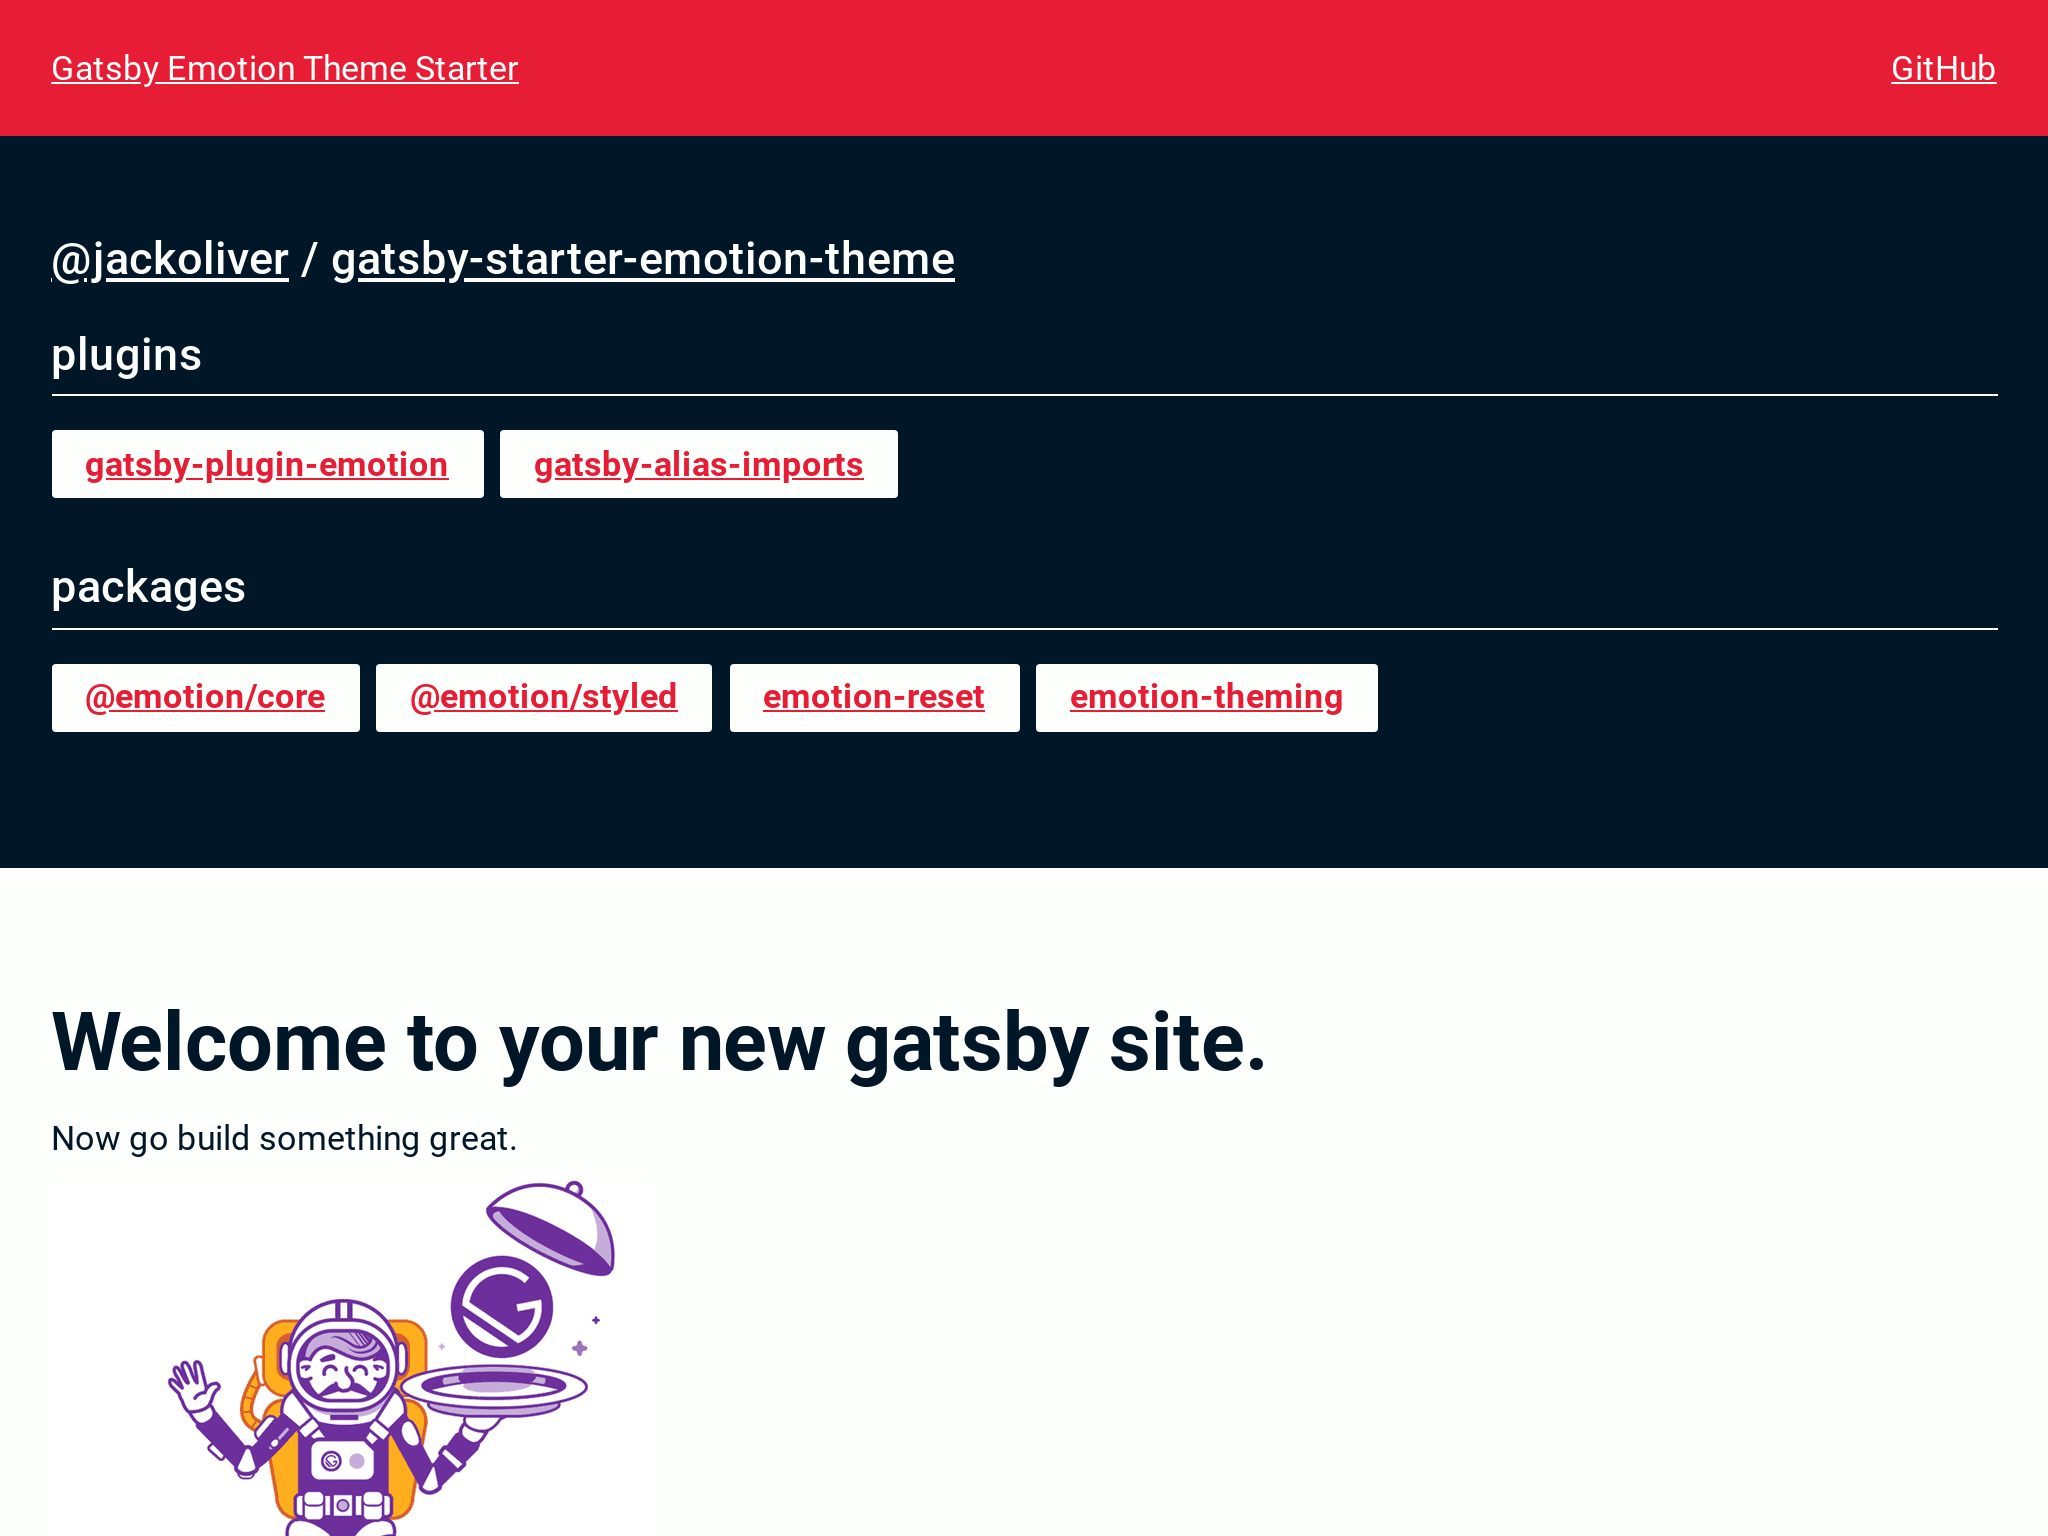 Gatsby Emotion Theme Starter
GitHub
@jackoliver / gatsby-starter-emotion-theme
plugins
gatsby-plugin-emotion
gatsby-alias-imports
packages
@emotion/core
@emotion/styled
emotion-reset
emotion-theming
Welcome to your new gatsby site.
Now go build something great.